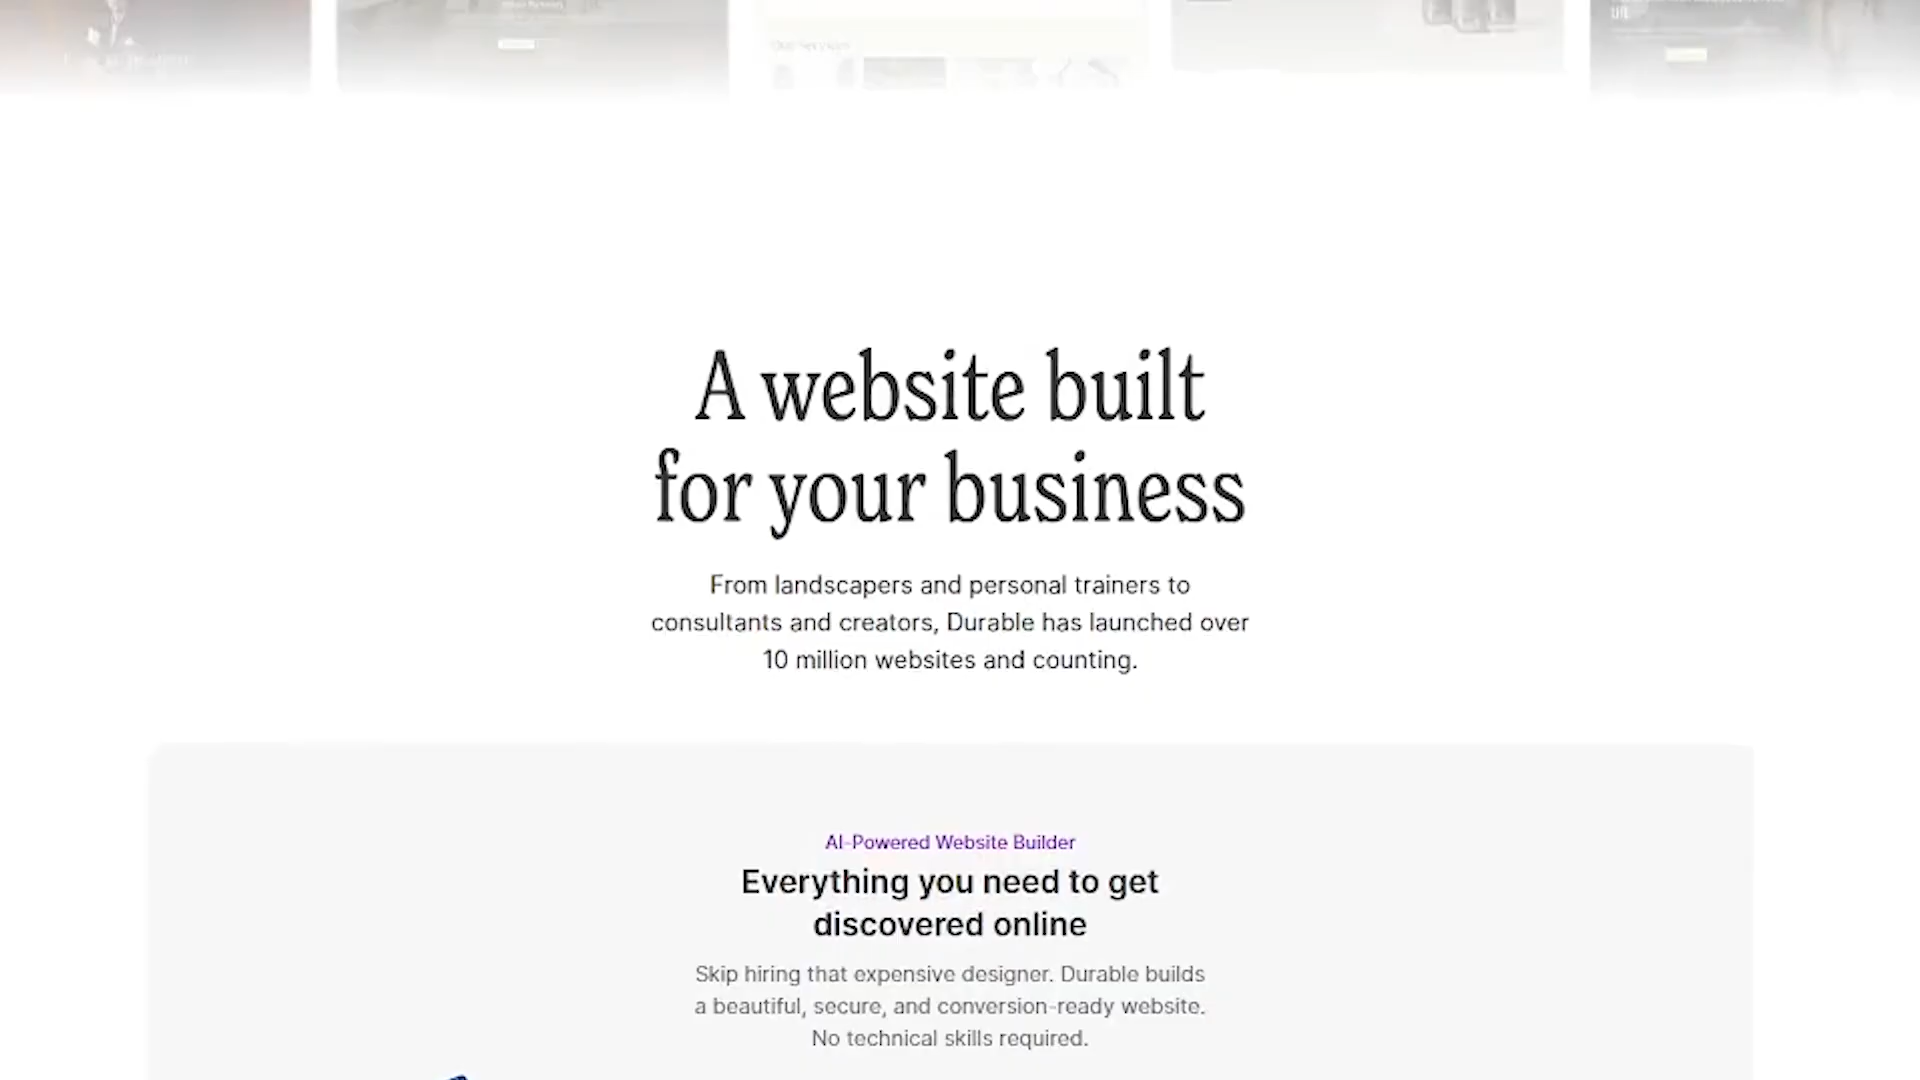 Our Services
A website built
for your business
From landscapers and personal trainers to
consultants and creators, Durable has launched over
10 million websites and counting.
AI-Powered Website Builder
Everything you need to get
discovered online
Skip hiring that expensive designer. Durable builds
a beautiful, secure, and conversion-ready website.
No technical skills required.